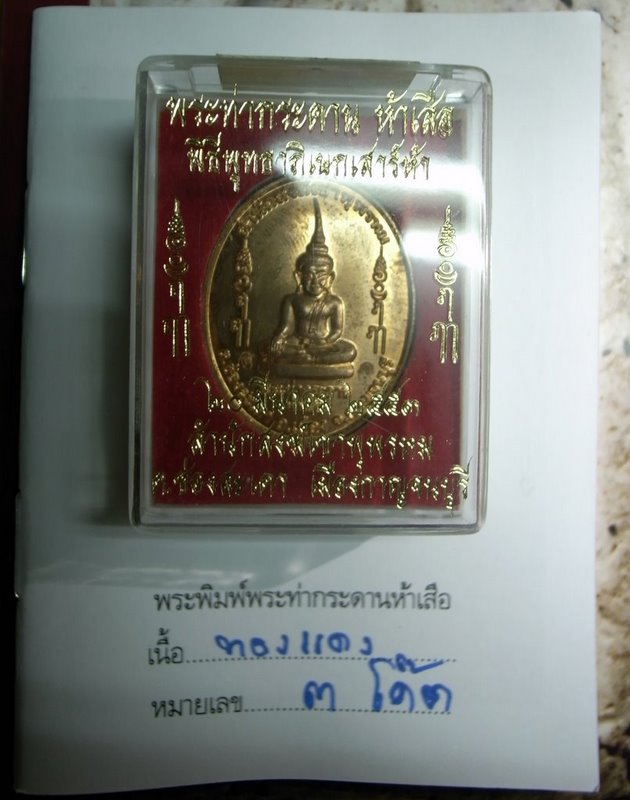 พระท่ากระดาน ห้าเสือ
พิธีพุทธาภิเษกเสาร์ห้า
๒๐ มีนาคม ๒๕๕๓
สำนักสงฆ์เขาพุพรหม
ต.ช่องสะเดา เมืองกาญจนบุรี
พระพิมพ์พระท่ากระดานห้าเสือ
เนื้อ ทองแดง
หมายเลข ๓ โค๊ต